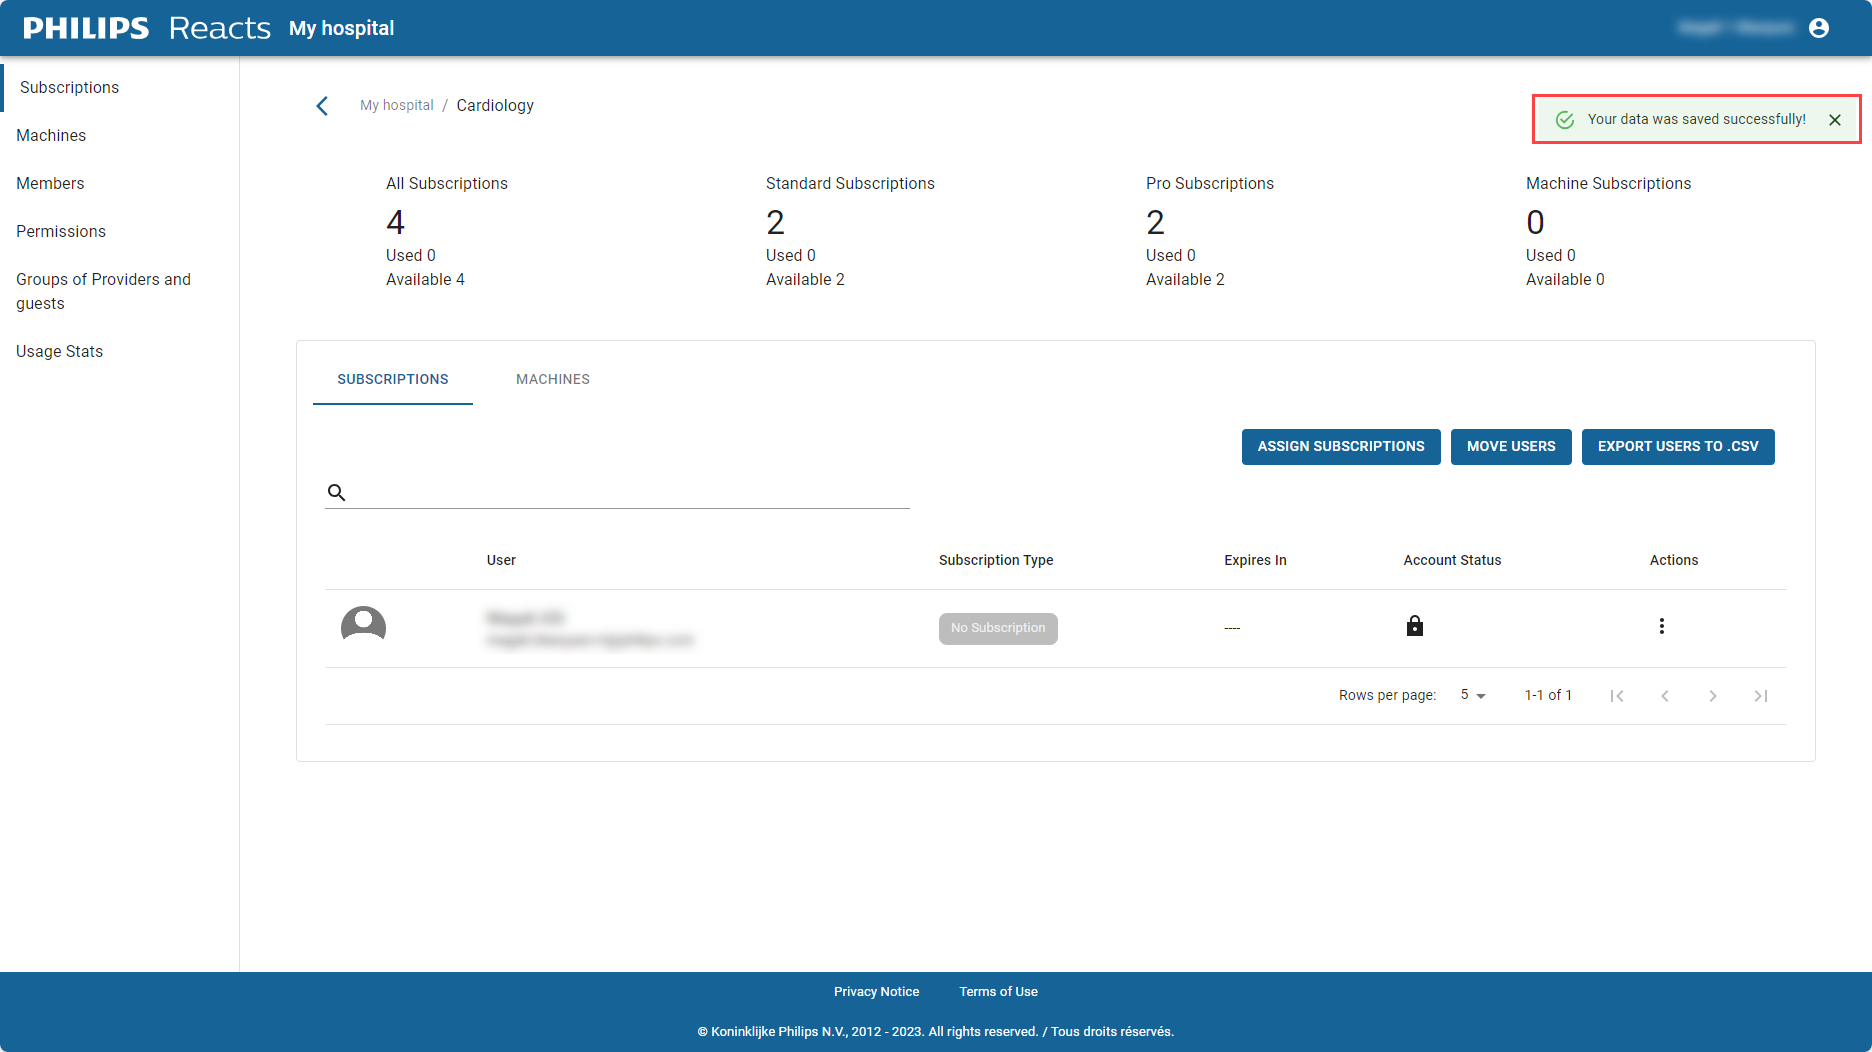 PHILIPS Reacts My hospital
Subscriptions
Machines
Members
Permissions
Groups of Providers and
guests
Usage Stats
My hospital / Cardiology
Your data was saved successfully!
All Subscriptions
4
Used 0
Available 4
Standard Subscriptions
2
Used 0
Available 2
Pro Subscriptions
2
Used 0
Available 2
Machine Subscriptions
0
Used 0
Available 0
SUBSCRIPTIONS MACHINES
ASSIGN SUBSCRIPTIONS MOVE USERS EXPORT USERS TO .CSV
User Subscription Type Expires In Account Status Actions
No Subscription ----
Rows per page: 5 1-1 of 1
Privacy Notice Terms of Use
© Koninklijke Philips N.V., 2012 - 2023. All rights reserved. / Tous droits réservés.